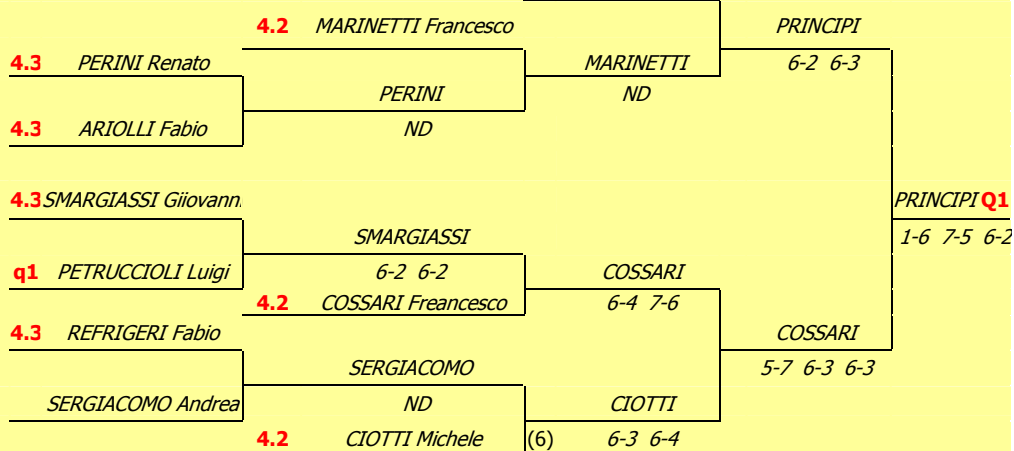 4.2 MARINETTI Francesco PRINCIPI
4.3 PERINI Renato MARINETTI 6-2 6-3
PERINI ND
4.3 ARIOLLI Fabio ND
4.3 SMARGIASSI Giiovann PRINCIPI Q1
SMARGIASSI 1-6 7-5 6-2
q1 PETRUCCIOLI Luigi 6-2 6-2 COSSARI
4.2 COSSARI Freancesco 6-4 7-6
4.3 REFRIGERI Fabio COSSARI
SERGIACOMO 5-7 6-3 6-3
SERGIACOMO Andrea ND CIOTTI
4.2 CIOTTI Michele (6) 6-3 6-4